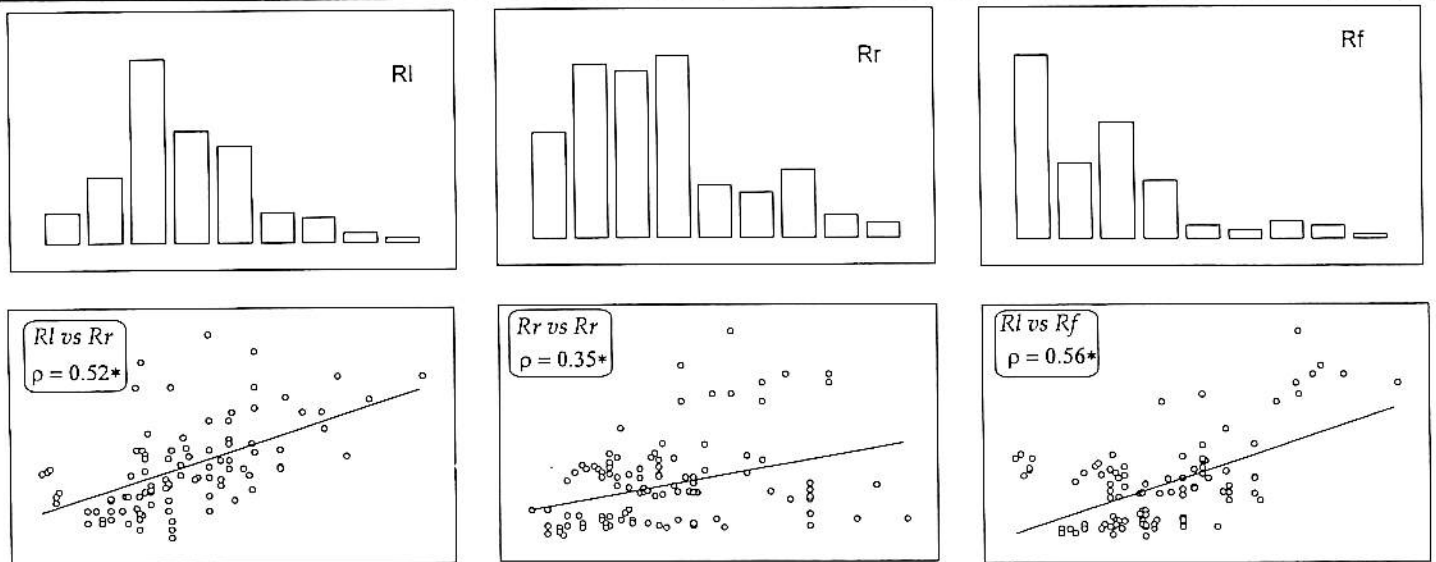 Rl
Rr
Rf
Rl vs Rr
ρ = 0.52*
Rr vs Rr
ρ = 0.35*
Rl vs Rf
ρ = 0.56*